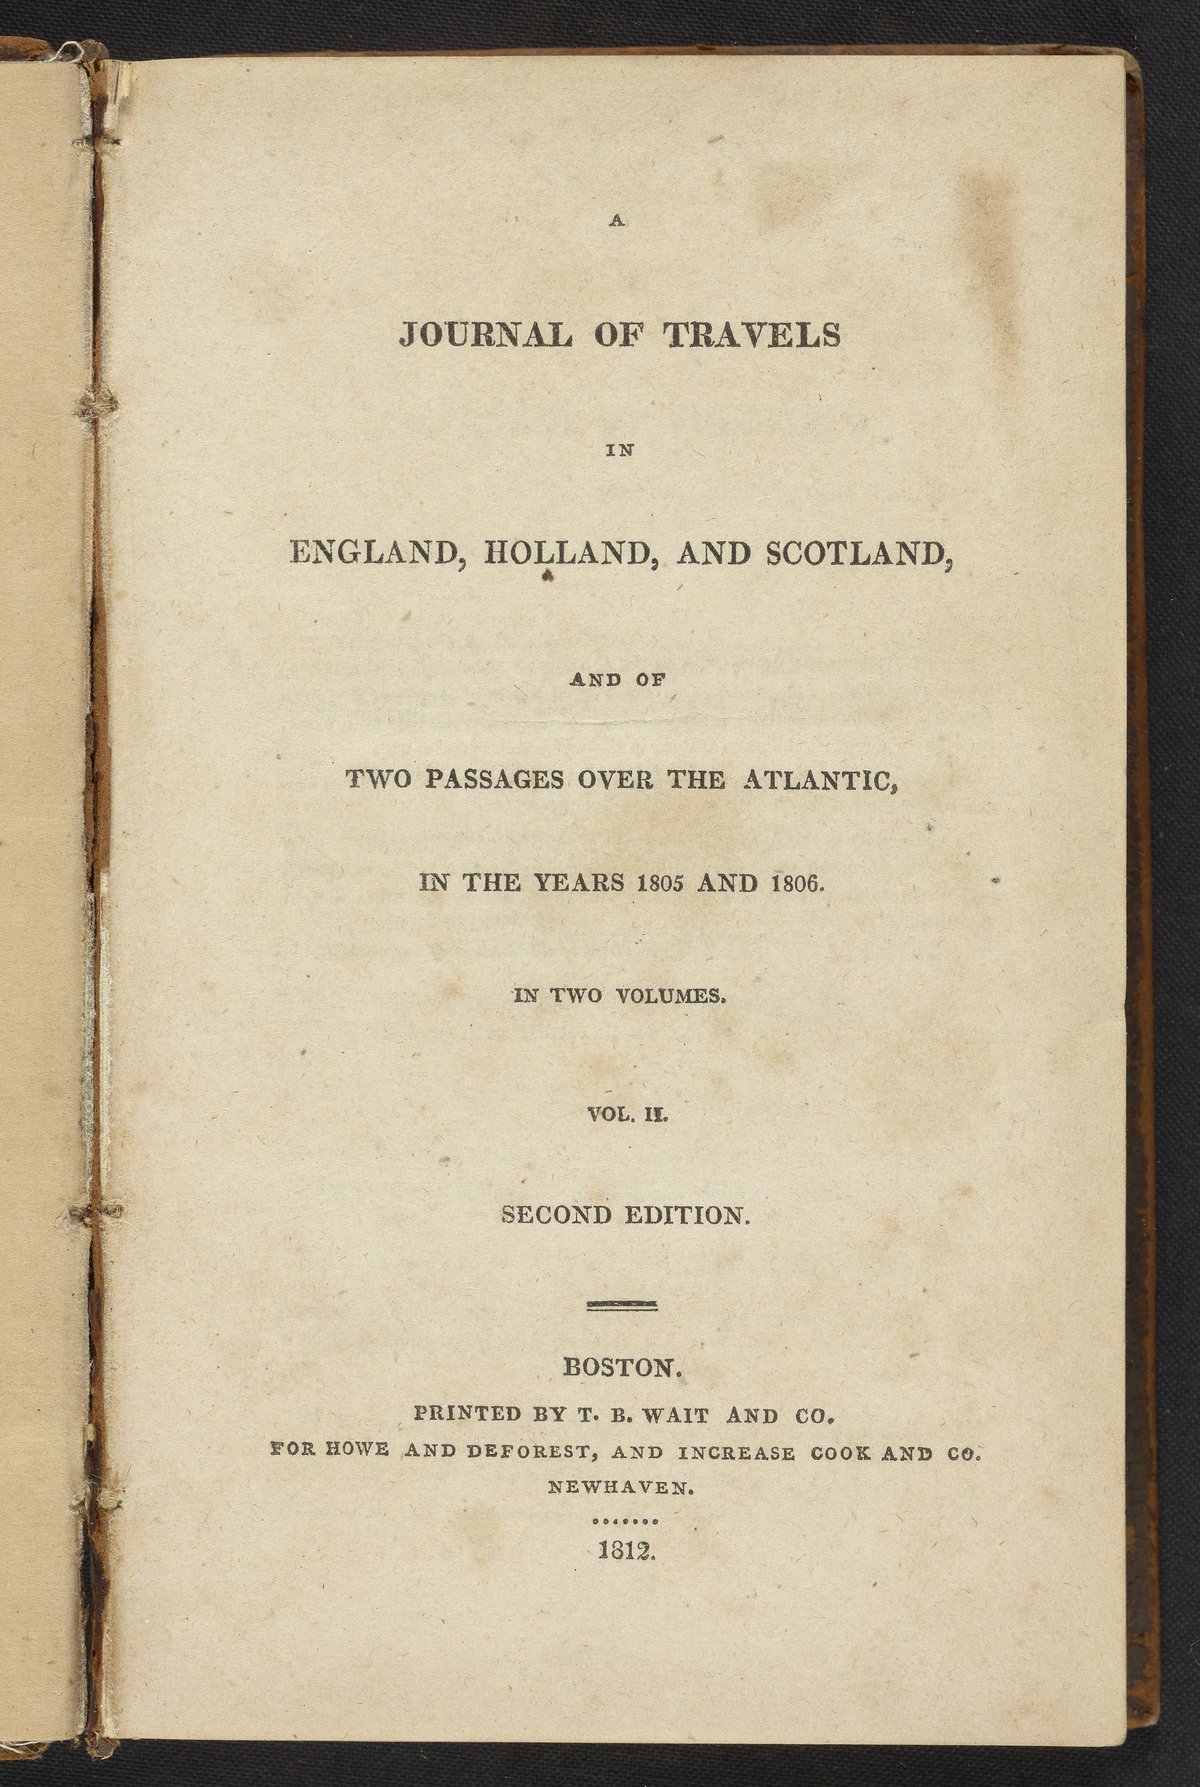 A
JOURNAL OF TRAVELS
IN
ENGLAND, HOLLAND, AND SCOTLAND,
AND OF
TWO PASSAGES OVER THE ATLANTIC,
IN THE YEARS 1805 AND 1806.
IN TWO VOLUMES.
VOL. II.
SECOND EDITION.
BOSTON.
PRINTED BY T. B. WAIT AND CO.
FOR HOWE AND DEFOREST, AND INCREASE COOK AND CO.
NEWHAVEN.
1812.